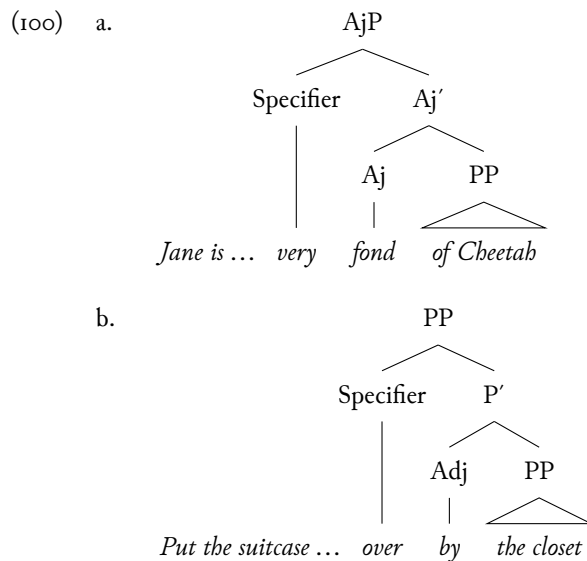 (100) a. AjP
Specifier Aj′
Aj PP
Jane is … very fond of Cheetah
b. PP
Specifier P′
Adj PP
Put the suitcase … over by the closet